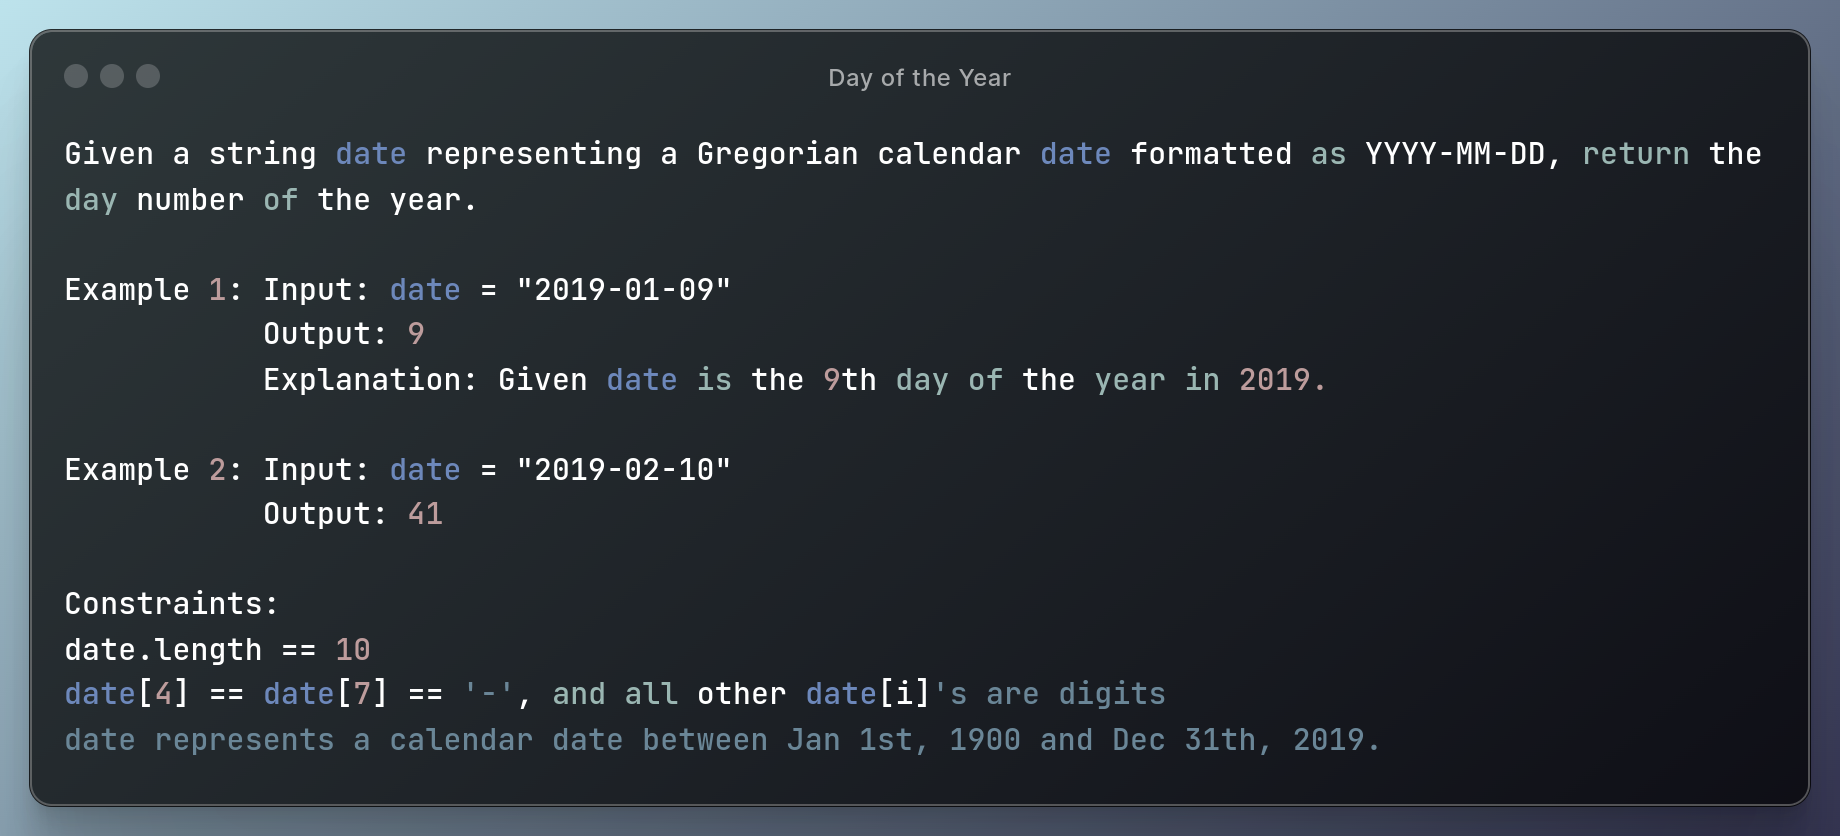 Day of the Year
Given a string date representing a Gregorian calendar date formatted as YYYY-MM-DD, return the
day number of the year.
Example 1: Input: date = "2019-01-09"
Output: 9
Explanation: Given date is the 9th day of the year in 2019.
Example 2: Input: date = "2019-02-10"
Output: 41
Constraints:
date.length == 10
date[4] == date[7] == '-', and all other date[i]'s are digits
date represents a calendar date between Jan 1st, 1900 and Dec 31th, 2019.